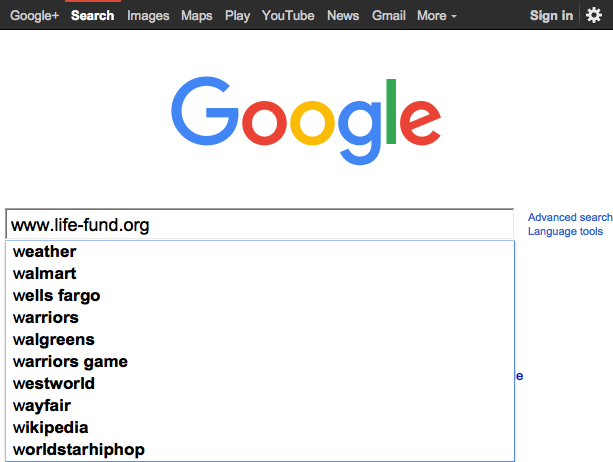 Google+ Search Images Maps Play YouTube News Gmail More Sign in
Google
www.life-fund.org
Advanced search
Language tools
weather
walmart
wells fargo
warriors
walgreens
warriors game
westworld
e
wayfair
wikipedia
worldstarhiphop